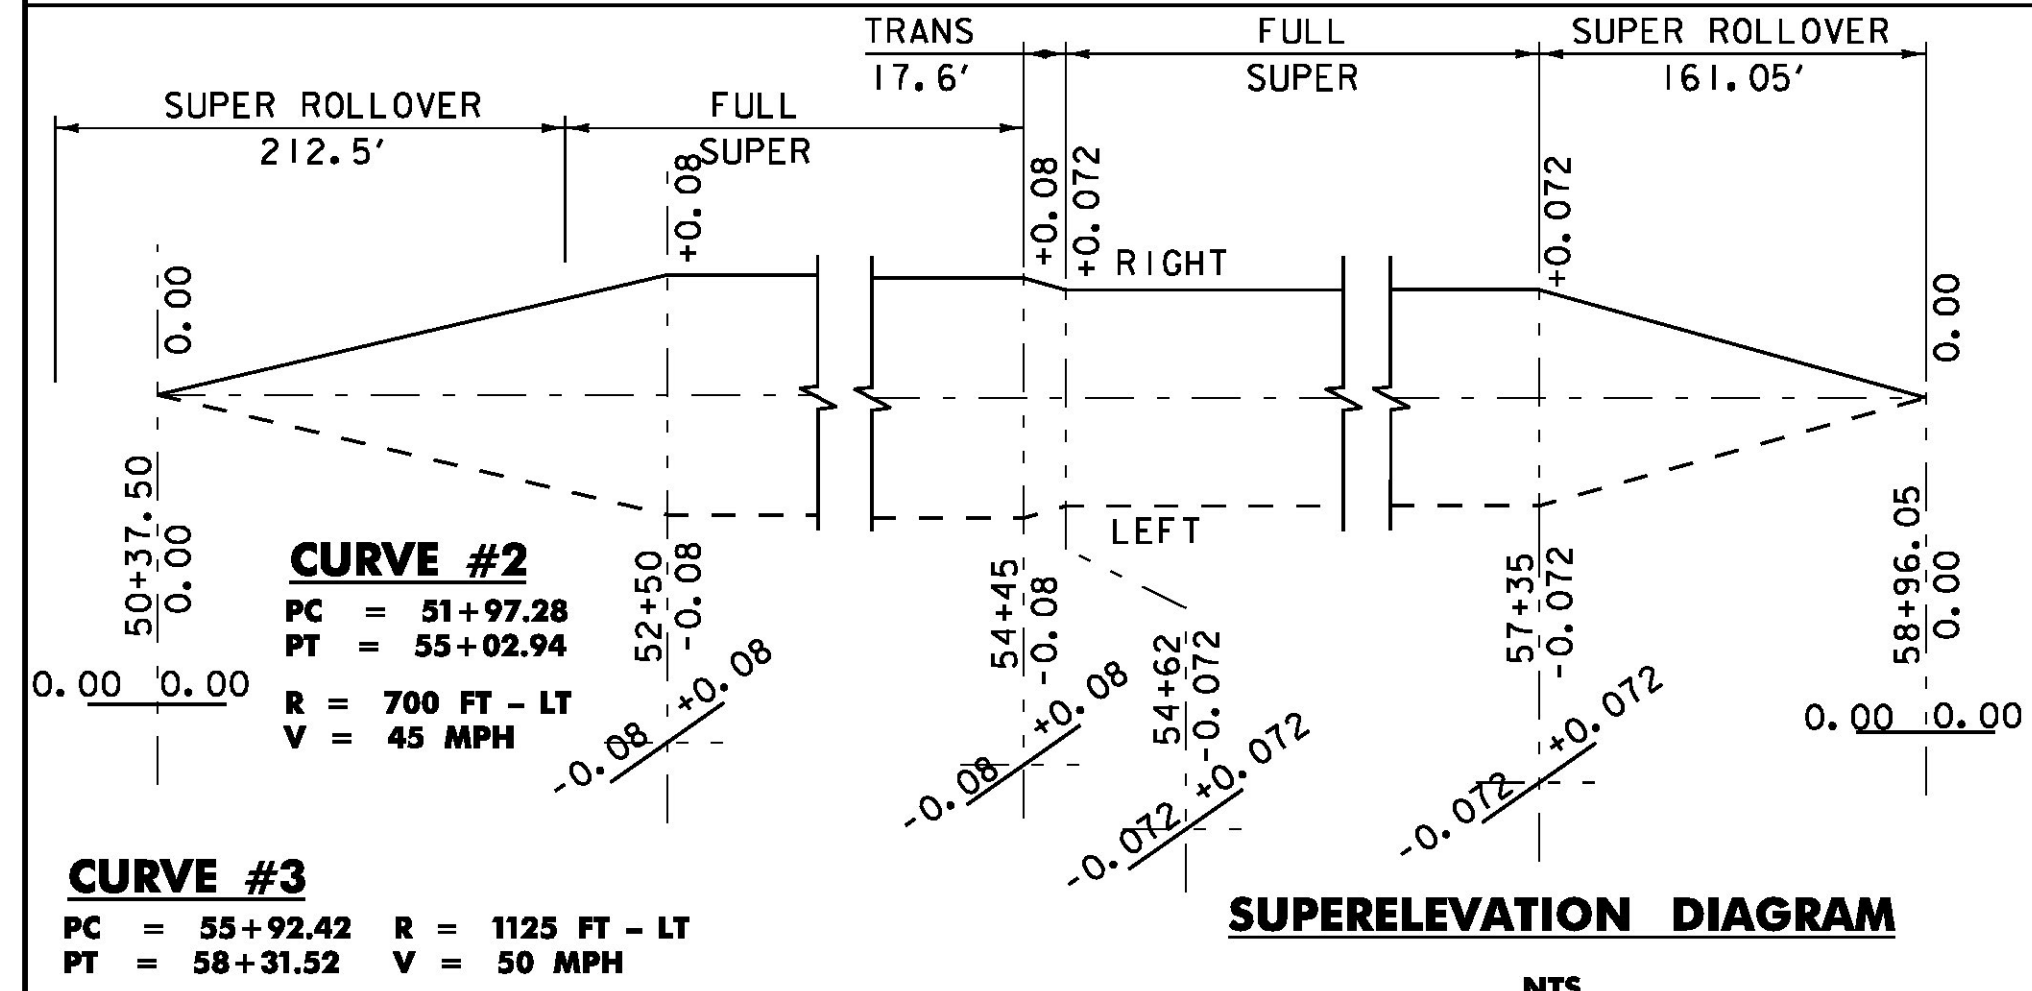 TRANS
17.6'
FULL
SUPER
SUPER ROLLOVER
161.05'
SUPER ROLLOVER
212.5'
FULL
SUPER
0.00
+0.08
+0.08
+0.072
RIGHT
+0.072
0.00
50+37.50
0.00
52+50
-0.08
54+45
-0.08
LEFT
54+62
-0.072
57+35
-0.072
58+96.05
0.00
CURVE #2
PC = 51+97.28
PT = 55+02.94
R = 700 FT - LT
V = 45 MPH
0.00 0.00
-0.08 +0.08
-0.08 +0.08
-0.072 +0.072
-0.072 +0.072
0.00 0.00
CURVE #3
PC = 55+92.42 R = 1125 FT - LT
PT = 58+31.52 V = 50 MPH
SUPERELEVATION DIAGRAM
NTS